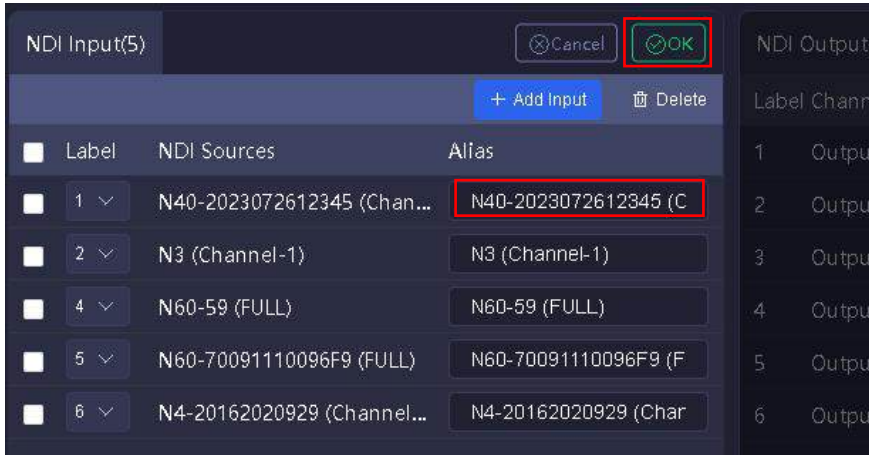 NDI Input(5) Cancel OK NDI Output
+ Add Input Delete Label Chann
Label NDI Sources Alias 1 Outpu
1 N40-2023072612345 (Chan... N40-2023072612345 (C 2 Outpu
2 N3 (Channel-1) N3 (Channel-1) 3 Outpu
4 N60-59 (FULL) N60-59 (FULL) 4 Outpu
5 N60-70091110096F9 (FULL) N60-70091110096F9 (F 5 Outpu
6 N4-20162020929 (Channel... N4-20162020929 (Char 6 Outpu